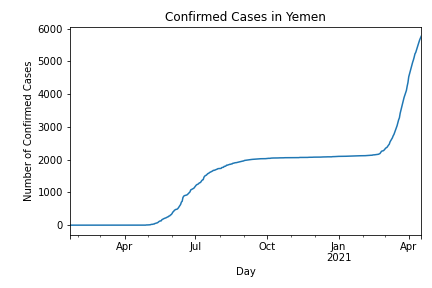 Confirmed Cases in Yemen
Number of Confirmed Cases
6000
5000
4000
3000
2000
1000
0
Apr Jul Oct Jan Apr
2021
Day